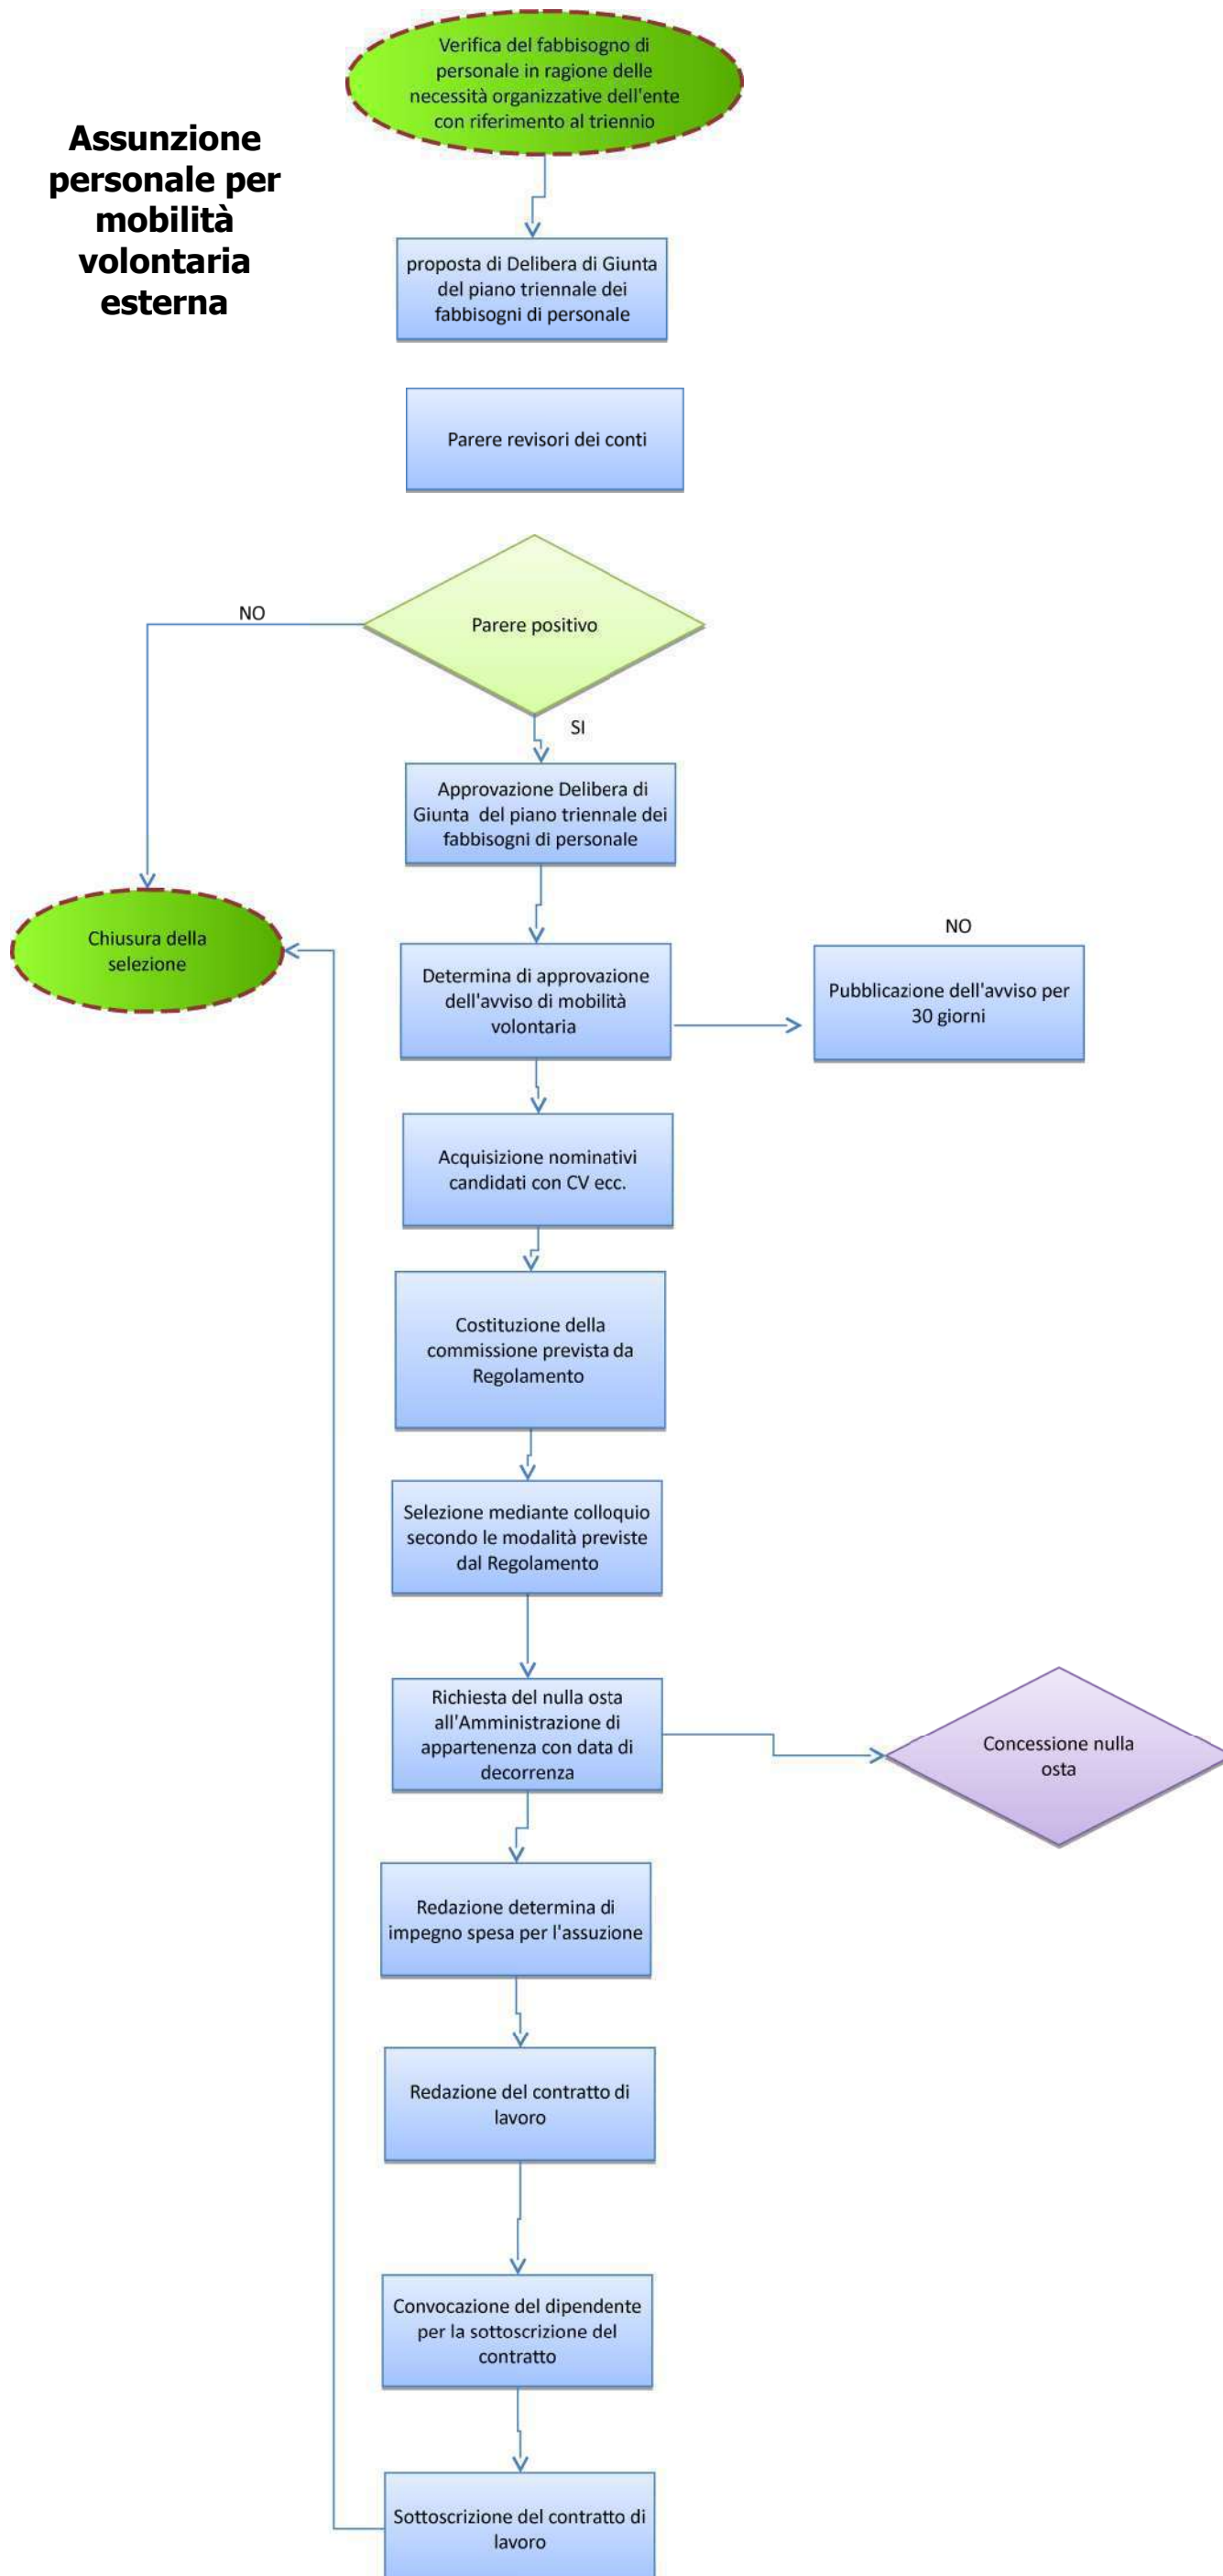 Assunzione
personale per
mobilità
volontaria
esterna
Verifica del fabbisogno di
personale in ragione delle
necessità organizzative dell'ente
con riferimento al triennio
proposta di Delibera di Giunta
del piano triennale dei
fabbisogni di personale
Parere revisori dei conti
Parere positivo
NO
SI
Approvazione Delibera di
Giunta del piano triennale dei
fabbisogni di personale
Chiusura della
selezione
Determina di approvazione
dell'avviso di mobilità
volontaria
NO
Pubblicazione dell'avviso per
30 giorni
Acquisizione nominativi
candidati con CV ecc.
Costituzione della
commissione prevista da
Regolamento
Selezione mediante colloquio
secondo le modalità previste
dal Regolamento
Richiesta del nulla osta
all'Amministrazione di
appartenenza con data di
decorrenza
Concessione nulla
osta
Redazione determina di
impegno spesa per l'assuzione
Redazione del contratto di
lavoro
Convocazione del dipendente
per la sottoscrizione del
contratto
Sottoscrizione del contratto di
lavoro